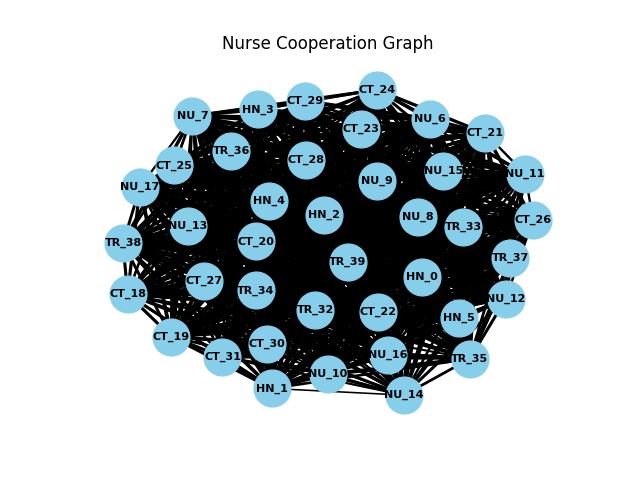 Nurse Cooperation Graph
CT_24
CT_29
HN_3
NU_7
NU_6
CT_23
CT_21
TR_36
CT_28
CT_25
NU_15
NU_11
NU_9
NU_17
HN_4
HN_2
NU_8
CT_26
NU_13
TR_33
CT_20
TR_38
TR_37
TR_39
HN_0
CT_27
TR_34
CT_18
NU_12
TR_32
CT_22
HN_5
CT_19
CT_30
CT_31
NU_16
TR_35
NU_10
HN_1
NU_14